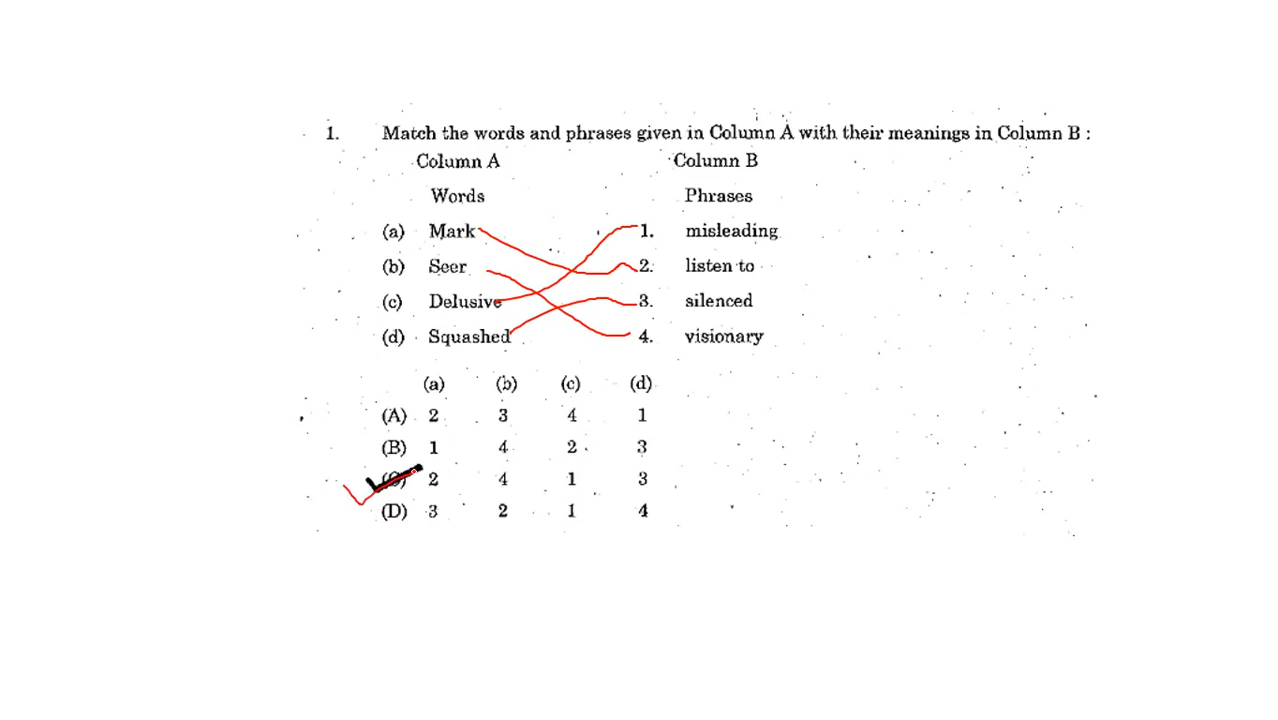 1. Match the words and phrases given in Column A with their meanings in Column B :
Column A Column B
Words Phrases
(a) Mark 1. misleading
(b) Seer 2. listen to
(c) Delusive 3. silenced
(d) Squashed 4. visionary
(a) (b) (c) (d)
(A) 2 3 4 1
(B) 1 4 2 3
(C) 2 4 1 3
(D) 3 2 1 4